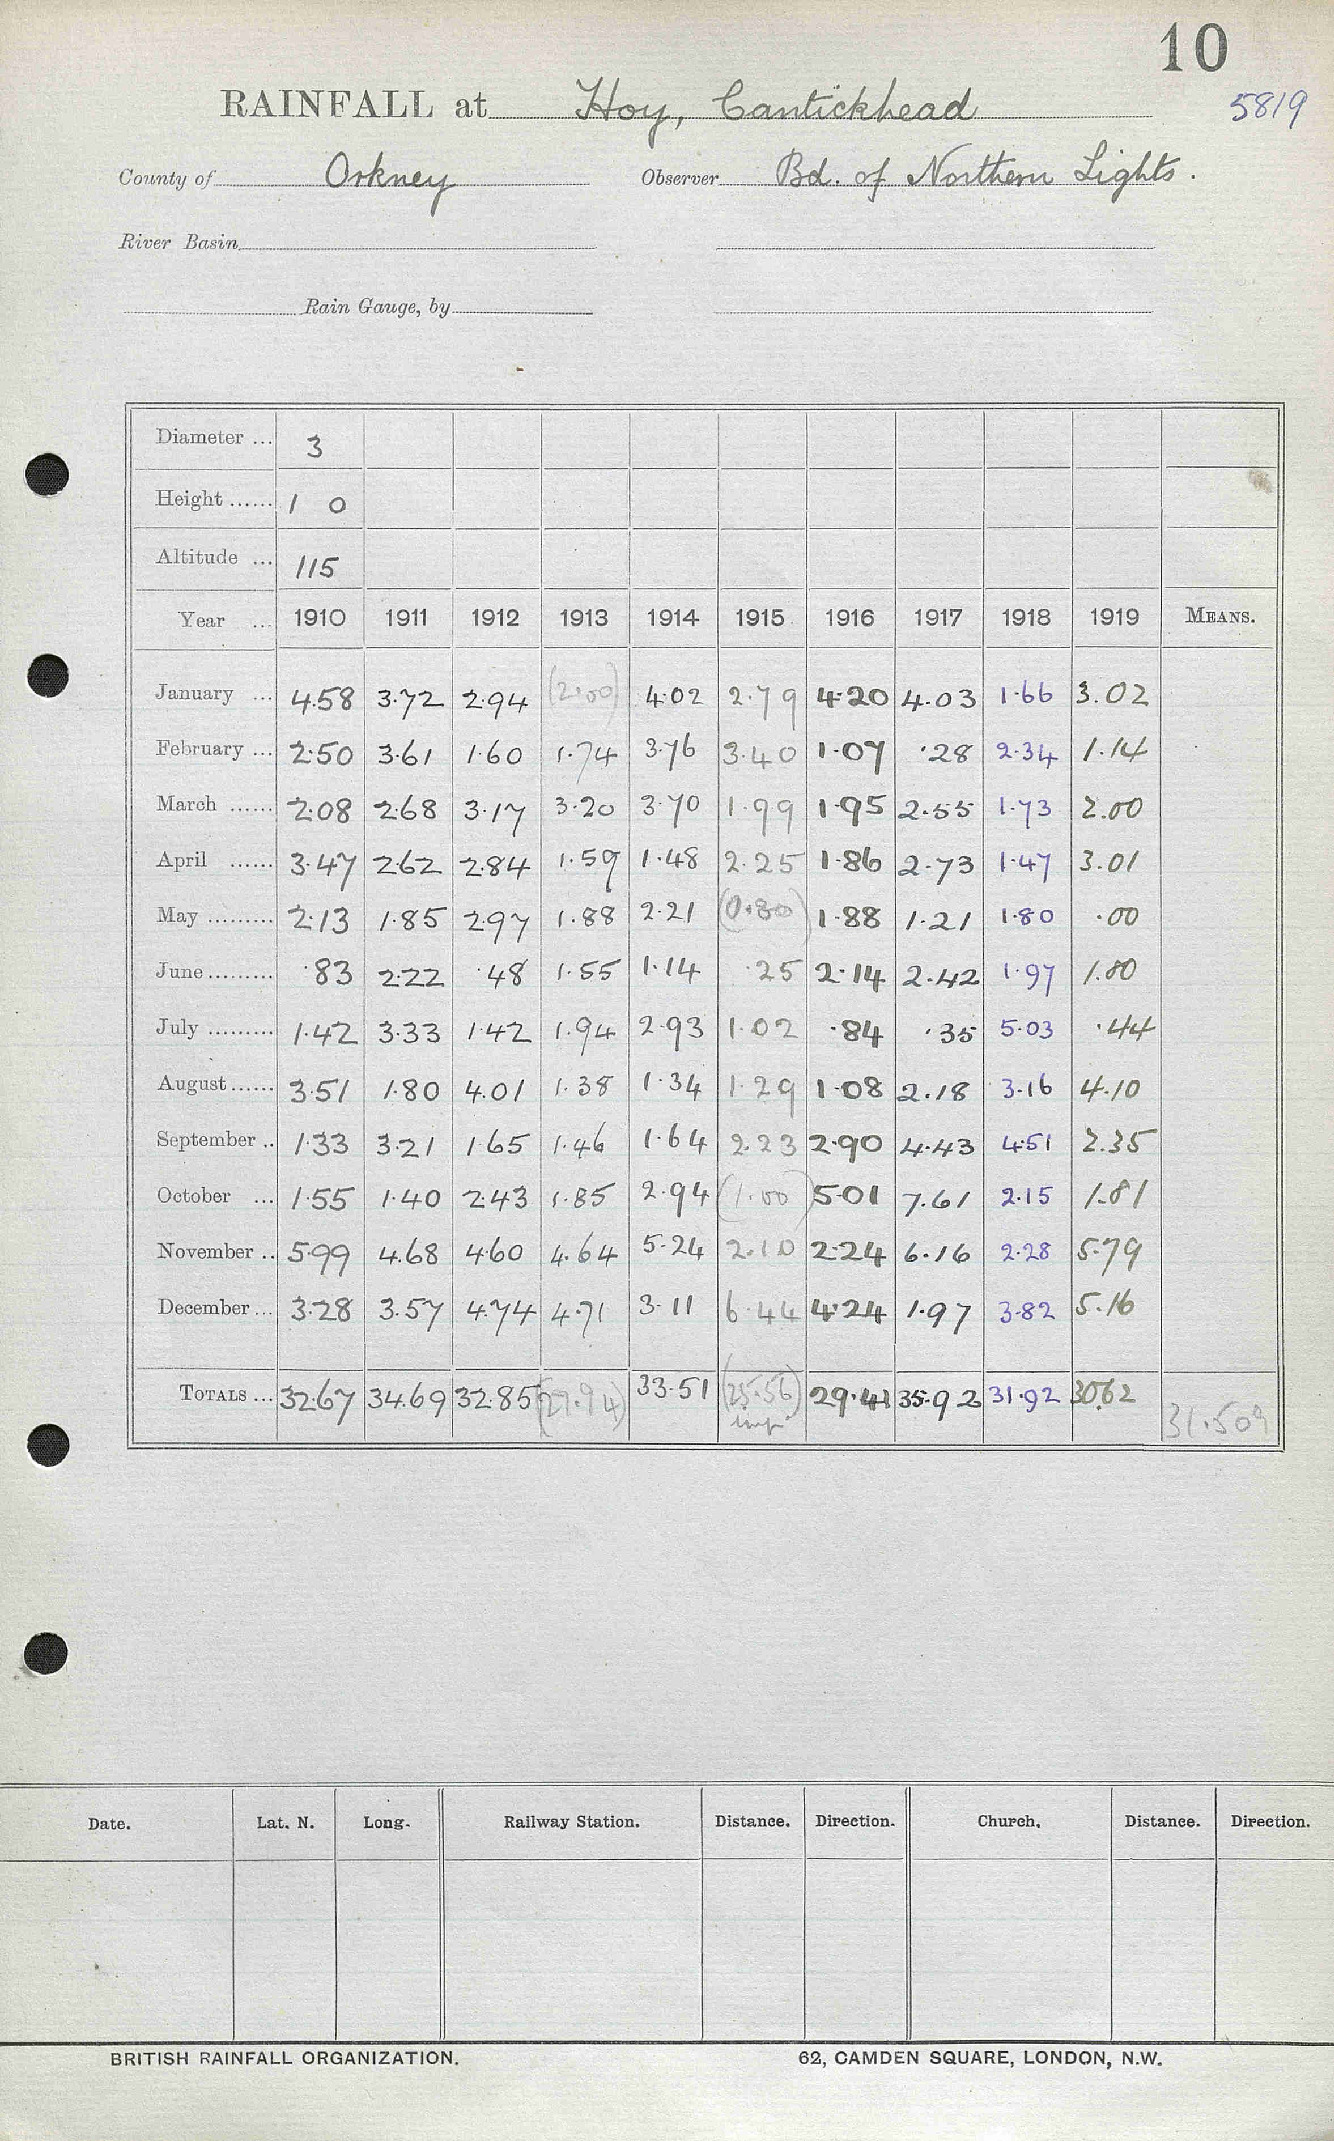 10
RAINFALL at Hoy, Cantickhead 5819
County of Orkney Observer Bd. of Northern Lights.
River Basin
Rain Gauge, by
Diameter ... 3
Height ...... 1 0
Altitude ... 115
Year ... 1910 1911 1912 1913 1914 1915 1916 1917 1918 1919 MEANS.
January ... 4.58 3.72 2.94 (2.00) 4.02 2.79 4.20 4.03 1.66 3.02
February ... 2.50 3.61 1.60 1.74 3.76 3.40 1.07 .28 2.34 1.14
March ...... 2.08 2.68 3.17 3.20 3.70 1.99 1.95 2.55 1.73 2.00
April ...... 3.47 2.62 2.84 1.59 1.48 2.25 1.86 2.73 1.47 3.01
May ......... 2.13 1.85 2.97 1.88 2.21 (0.80) 1.88 1.21 1.80 .00
June ......... .83 2.22 .48 1.55 1.14 .25 2.14 2.42 1.97 1.80
July ......... 1.42 3.33 1.42 1.94 2.93 1.02 .84 .35 5.03 .44
August ...... 3.51 1.80 4.01 1.38 1.34 1.29 1.08 2.18 3.16 4.10
September .. 1.33 3.21 1.65 1.46 1.64 2.23 2.90 4.43 4.51 2.35
October ... 1.55 1.40 2.43 1.85 2.94 (1.00) 5.01 7.61 2.15 1.81
November .. 5.99 4.68 4.60 4.64 5.24 2.10 2.24 6.16 2.28 5.79
December ... 3.28 3.57 4.74 4.71 3.11 6.44 4.24 1.97 3.82 5.16
TOTALS ... 32.67 34.69 32.85 (27.94) 33.51 (25.56) 29.41 35.92 31.92 30.62 31.509
Date. Lat. N. Long. Railway Station. Distance. Direction. Church. Distance. Direction.
BRITISH RAINFALL ORGANIZATION. 62, CAMDEN SQUARE, LONDON, N.W.